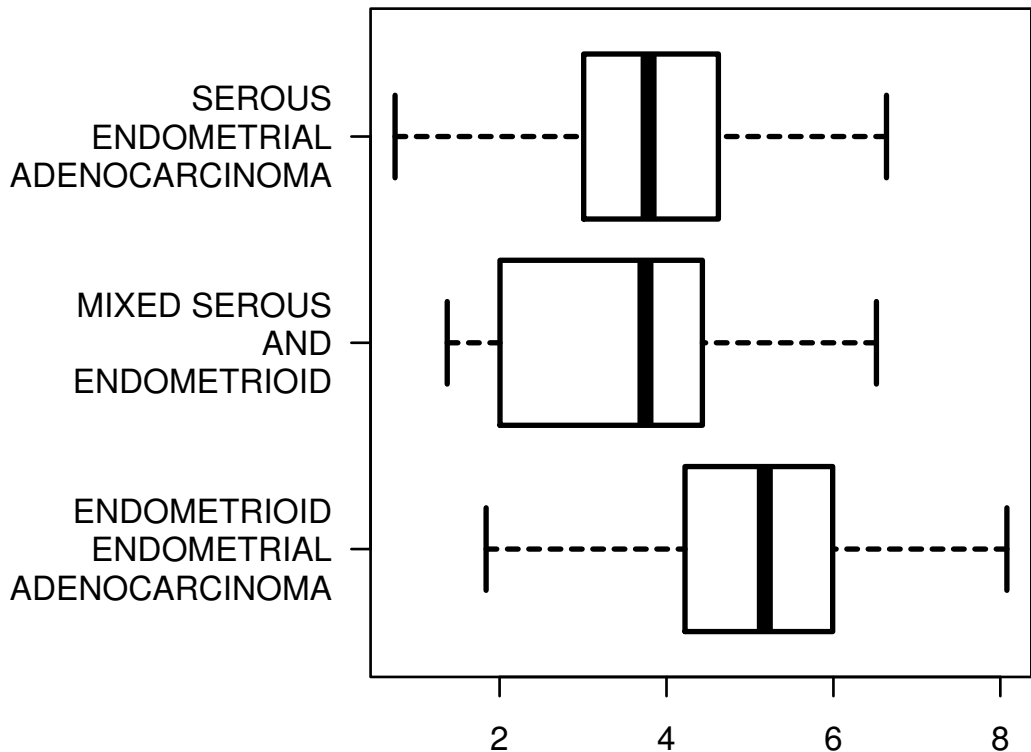 SEROUS
ENDOMETRIAL
ADENOCARCINOMA
MIXED SEROUS
AND
ENDOMETRIOID
ENDOMETRIOID
ENDOMETRIAL
ADENOCARCINOMA
2 4 6 8